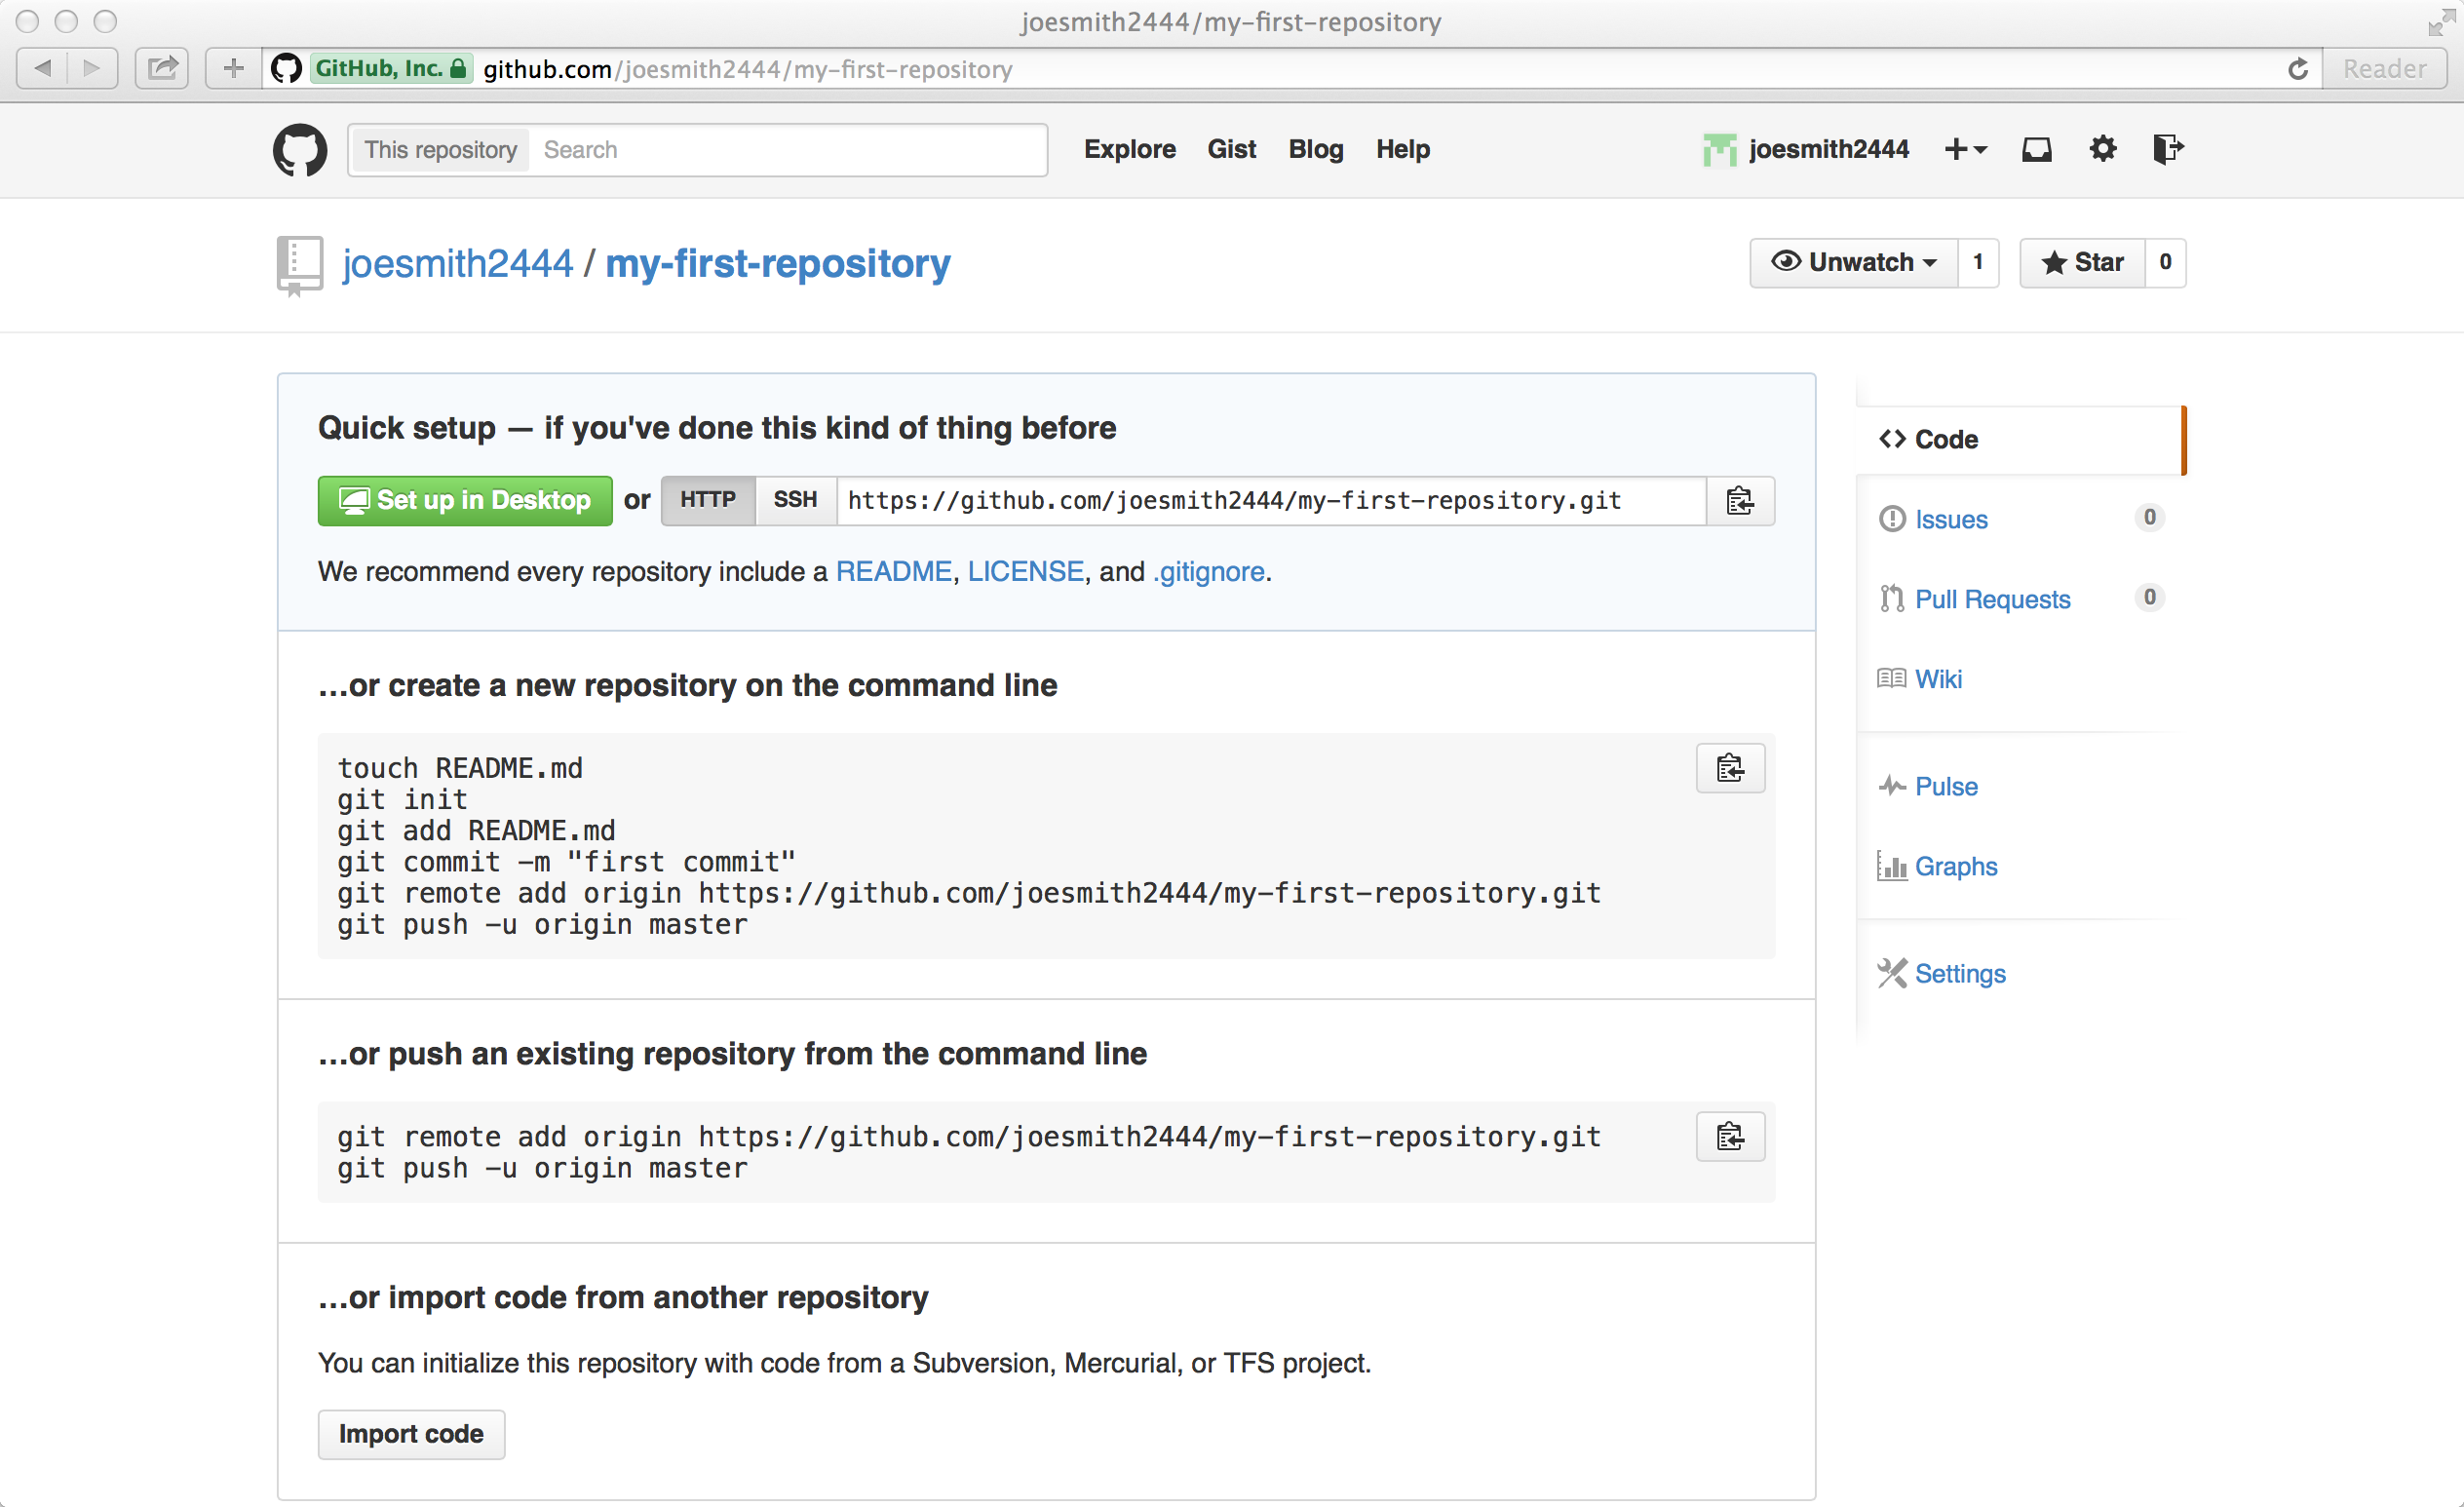 joesmith2444/my-first-repository
GitHub, Inc. github.com/joesmith2444/my-first-repository Reader
This repository Search Explore Gist Blog Help joesmith2444
joesmith2444 / my-first-repository Unwatch 1 Star 0
Quick setup — if you've done this kind of thing before
Set up in Desktop or HTTP SSH https://github.com/joesmith2444/my-first-repository.git
We recommend every repository include a README, LICENSE, and .gitignore.
…or create a new repository on the command line
touch README.md
git init
git add README.md
git commit -m "first commit"
git remote add origin https://github.com/joesmith2444/my-first-repository.git
git push -u origin master
…or push an existing repository from the command line
git remote add origin https://github.com/joesmith2444/my-first-repository.git
git push -u origin master
…or import code from another repository
You can initialize this repository with code from a Subversion, Mercurial, or TFS project.
Import code
Code
Issues 0
Pull Requests 0
Wiki
Pulse
Graphs
Settings